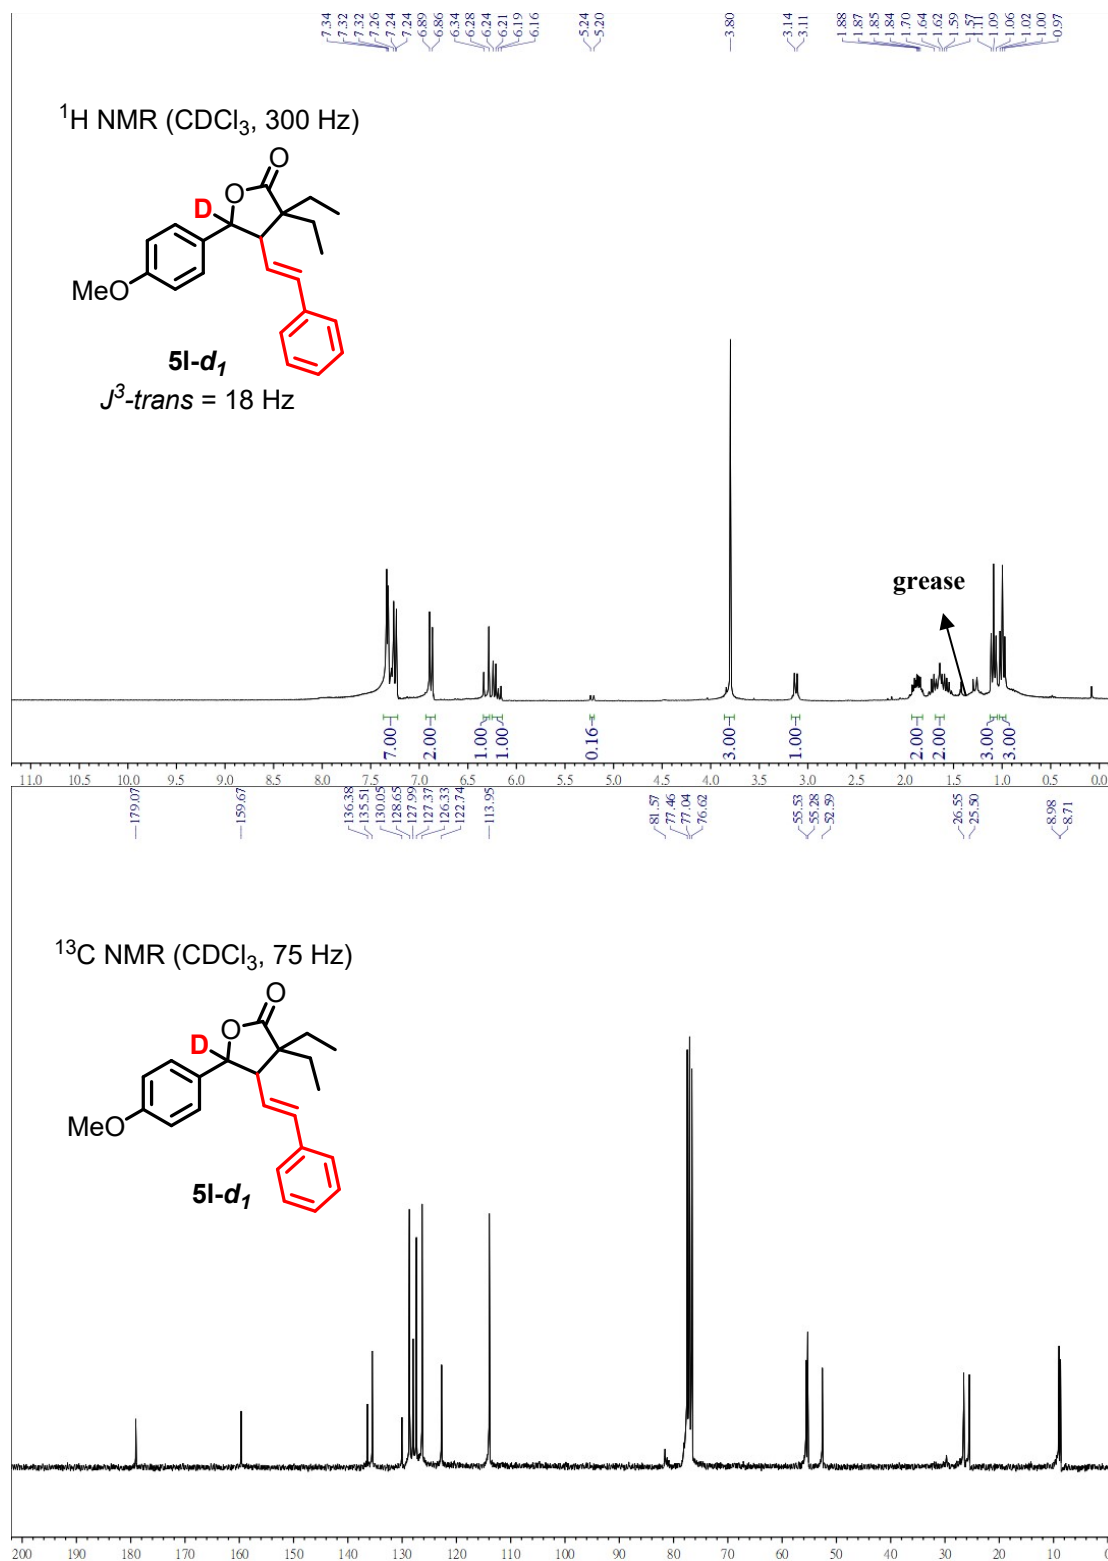 7.34 7.32 7.32 7.26 7.24 7.24 6.89 6.86 6.34 6.28 6.24 6.21 6.19 6.16 5.24 5.20 3.80 3.14 3.11 1.88 1.87 1.85 1.84 1.70 1.64 1.62 1.59 1.57 1.11 1.09 1.06 1.02 1.00 0.97
¹H NMR (CDCl₃, 300 Hz)
O
O
D
MeO
5l-d₁
J³-trans = 18 Hz
grease
7.00 2.00 1.00 1.00 0.16 3.00 1.00 2.00 2.00 3.00 3.00
11.0 10.5 10.0 9.5 9.0 8.5 8.0 7.5 7.0 6.5 6.0 5.5 5.0 4.5 4.0 3.5 3.0 2.5 2.0 1.5 1.0 0.5 0.0
179.07 159.67 136.38 135.51 130.05 128.65 127.99 127.37 126.33 122.74 113.95 81.57 77.46 77.04 76.62 55.53 55.28 52.59 26.55 25.50 8.98 8.71
¹³C NMR (CDCl₃, 75 Hz)
O
O
D
MeO
5l-d₁
200 190 180 170 160 150 140 130 120 110 100 90 80 70 60 50 40 30 20 10 0